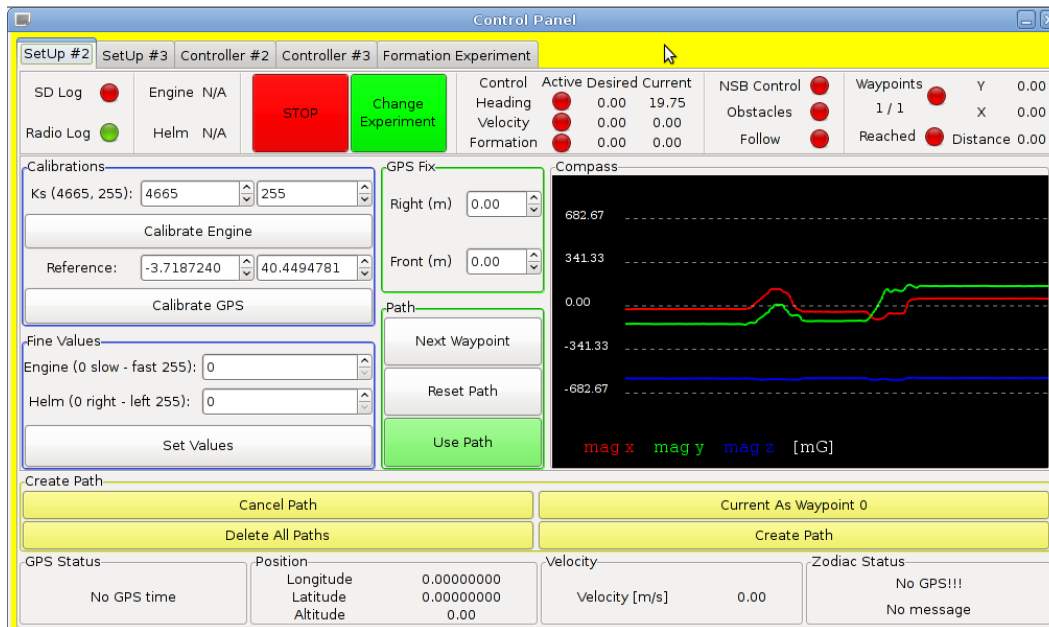 Control Panel
SetUp #2 SetUp #3 Controller #2 Controller #3 Formation Experiment
SD Log Engine N/A
Radio Log Helm N/A
STOP
Change
Experiment
Control Active Desired Current
Heading 0.00 19.75
Velocity 0.00 0.00
Formation 0.00 0.00
NSB Control
Obstacles
Follow
Waypoints
1 / 1
Reached
Y 0.00
X 0.00
Distance 0.00
Calibrations
Ks (4665, 255): 4665 255
Calibrate Engine
Reference: -3.7187240 40.4494781
Calibrate GPS
Fine Values
Engine (0 slow - fast 255): 0
Helm (0 right - left 255): 0
Set Values
GPS Fix
Right (m) 0.00
Front (m) 0.00
Path
Next Waypoint
Reset Path
Use Path
Compass
682.67
341.33
0.00
-341.33
-682.67
mag x mag y mag z [mG]
Create Path
Cancel Path Current As Waypoint 0
Delete All Paths Create Path
GPS Status
No GPS time
Position
Longitude 0.00000000
Latitude 0.00000000
Altitude 0.00
Velocity
Velocity [m/s] 0.00
Zodiac Status
No GPS!!!
No message